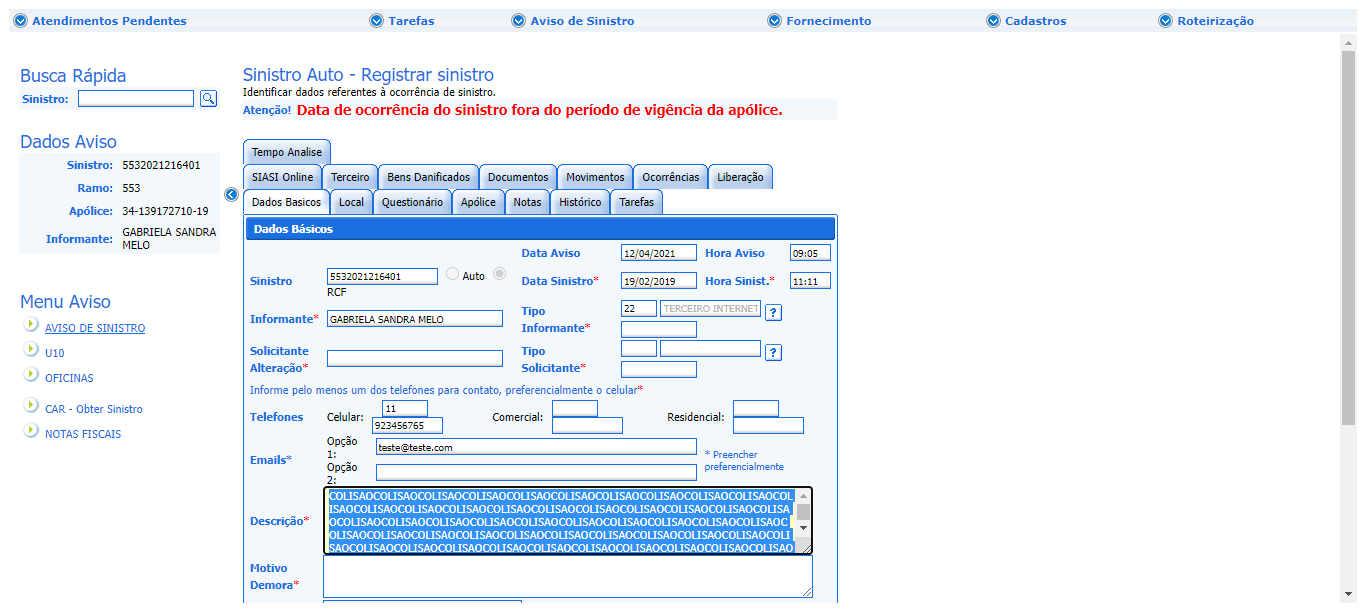 Atendimentos Pendentes Tarefas Aviso de Sinistro Fornecimento Cadastros Roteirização
Busca Rápida
Sinistro:
Dados Aviso
Sinistro: 5532021216401
Ramo: 553
Apólice: 34-139172710-19
Informante: GABRIELA SANDRA
MELO
Menu Aviso
AVISO DE SINISTRO
U10
OFICINAS
CAR - Obter Sinistro
NOTAS FISCAIS
Sinistro Auto - Registrar sinistro
Identificar dados referentes à ocorrência de sinistro.
Atenção! Data de ocorrência do sinistro fora do período de vigência da apólice.
Tempo Analise
SIASI Online Terceiro Bens Danificados Documentos Movimentos Ocorrências Liberação
Dados Basicos Local Questionário Apólice Notas Histórico Tarefas
Dados Básicos
Data Aviso 12/04/2021 Hora Aviso 09:05
Sinistro 5532021216401 Auto
RCF
Data Sinistro* 19/02/2019 Hora Sinist.* 11:11
Informante* GABRIELA SANDRA MELO
Tipo
Informante*
22 TERCEIRO INTERNET ?
Solicitante
Alteração*
Tipo
Solicitante*
?
Informe pelo menos um dos telefones para contato, preferencialmente o celular*
Telefones Celular: 11
923456765
Comercial: Residencial:
Emails*
Opção
1:
teste@teste.com
Opção
2:
* Preencher
preferencialmente
Descrição*
COLISAOCOLISAOCOLISAOCOLISAOCOLISAOCOLISAOCOLISAOCOLISAOCOLISAOCOLISAOCOL
ISAOCOLISAOCOLISAOCOLISAOCOLISAOCOLISAOCOLISAOCOLISAOCOLISAOCOLISAOCOLISA
OCOLISAOCOLISAOCOLISAOCOLISAOCOLISAOCOLISAOCOLISAOCOLISAOCOLISAOCOLISAOC
OLISAOCOLISAOCOLISAOCOLISAOCOLISAOCOLISAOCOLISAOCOLISAOCOLISAOCOLISAOCOLI
SAOCOLISAOCOLISAOCOLISAOCOLISAOCOLISAOCOLISAOCOLISAOCOLISAOCOLISAOCOLISAO
Motivo
Demora*